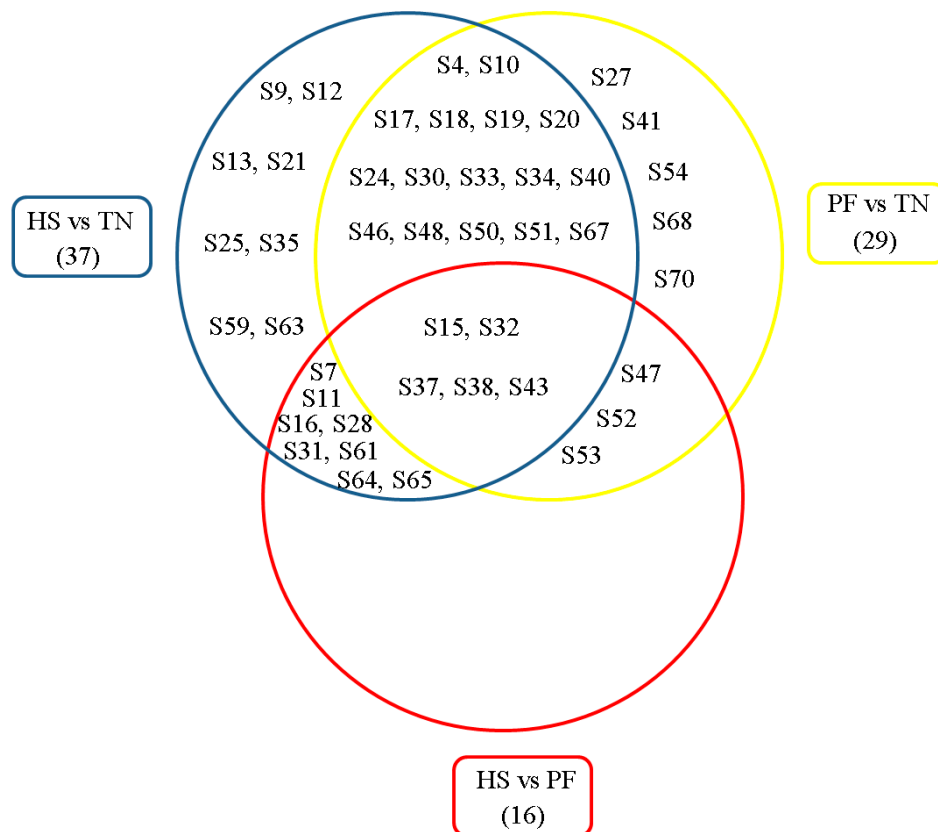 S4, S10
S27
S9, S12
S17, S18, S19, S20
S41
S13, S21
S24, S30, S33, S34, S40
S54
HS vs TN
(37)
S25, S35
S46, S48, S50, S51, S67
S68
PF vs TN
(29)
S70
S59, S63
S15, S32
S7
S47
S37, S38, S43
S11
S16, S28
S52
S31, S61
S53
S64, S65
HS vs PF
(16)